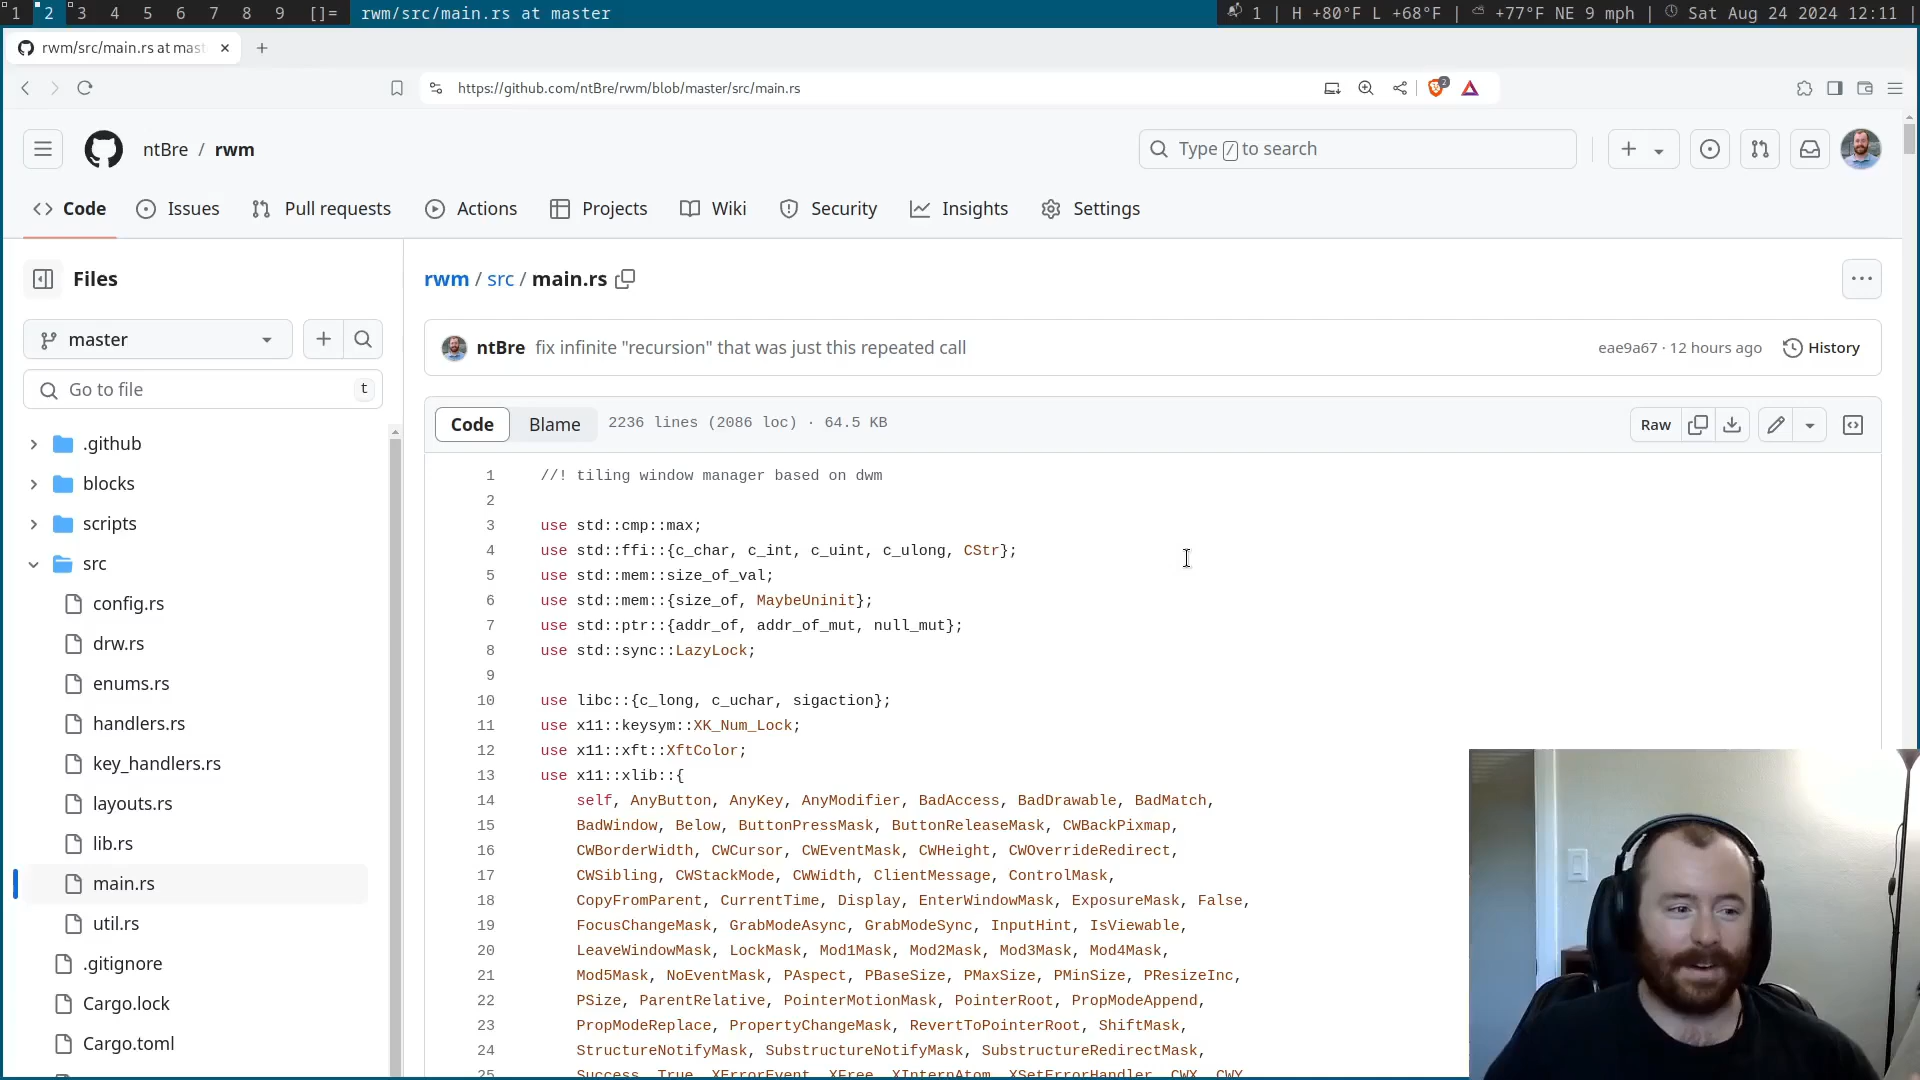 1 2 3 4 5 6 7 8 9 []= rwm/src/main.rs at master 1 | H +80°F L +68°F | +77°F NE 9 mph | Sat Aug 24 2024 12:11 |
rwm/src/main.rs at mast
https://github.com/ntBre/rwm/blob/master/src/main.rs 2
ntBre / rwm
Type / to search
Code Issues Pull requests Actions Projects Wiki Security Insights Settings
Files
master
Go to file t
.github
blocks
scripts
src
config.rs
drw.rs
enums.rs
handlers.rs
key_handlers.rs
layouts.rs
lib.rs
main.rs
util.rs
.gitignore
Cargo.lock
Cargo.toml
rwm / src / main.rs
ntBre fix infinite "recursion" that was just this repeated call eae9a67 · 12 hours ago History
Code Blame 2236 lines (2086 loc) · 64.5 KB Raw
1 //! tiling window manager based on dwm
2
3 use std::cmp::max;
4 use std::ffi::{c_char, c_int, c_uint, c_ulong, CStr};
5 use std::mem::size_of_val;
6 use std::mem::{size_of, MaybeUninit};
7 use std::ptr::{addr_of, addr_of_mut, null_mut};
8 use std::sync::LazyLock;
9
10 use libc::{c_long, c_uchar, sigaction};
11 use x11::keysym::XK_Num_Lock;
12 use x11::xft::XftColor;
13 use x11::xlib::{
14 self, AnyButton, AnyKey, AnyModifier, BadAccess, BadDrawable, BadMatch,
15 BadWindow, Below, ButtonPressMask, ButtonReleaseMask, CWBackPixmap,
16 CWBorderWidth, CWCursor, CWEventMask, CWHeight, CWOverrideRedirect,
17 CWSibling, CWStackMode, CWWidth, ClientMessage, ControlMask,
18 CopyFromParent, CurrentTime, Display, EnterWindowMask, ExposureMask, False,
19 FocusChangeMask, GrabModeAsync, GrabModeSync, InputHint, IsViewable,
20 LeaveWindowMask, LockMask, Mod1Mask, Mod2Mask, Mod3Mask, Mod4Mask,
21 Mod5Mask, NoEventMask, PAspect, PBaseSize, PMaxSize, PMinSize, PResizeInc,
22 PSize, ParentRelative, PointerMotionMask, PointerRoot, PropModeAppend,
23 PropModeReplace, PropertyChangeMask, RevertToPointerRoot, ShiftMask,
24 StructureNotifyMask, SubstructureNotifyMask, SubstructureRedirectMask,
25 Success, True, XErrorEvent, XFree, XInternAtom, XSetErrorHandler, CWX, CWY,